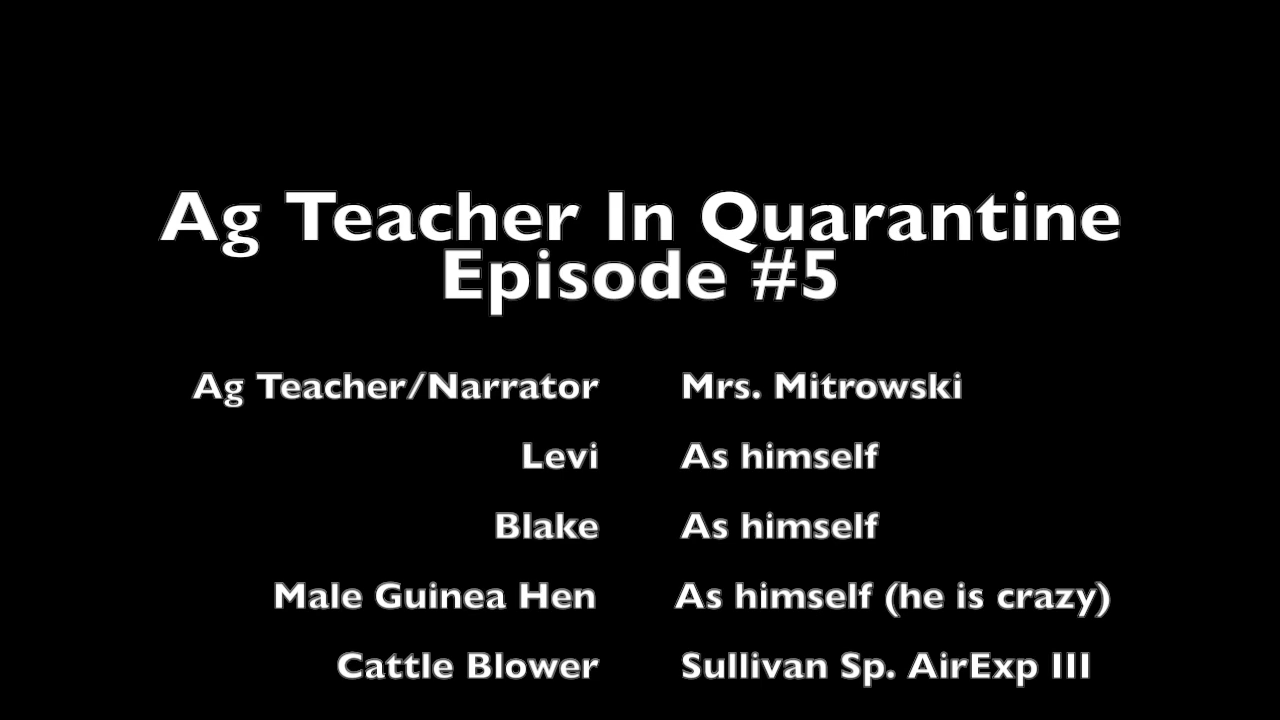 Ag Teacher In Quarantine
Episode #5
Ag Teacher/Narrator Mrs. Mitrowski
Levi As himself
Blake As himself
Male Guinea Hen As himself (he is crazy)
Cattle Blower Sullivan Sp. AirExp III